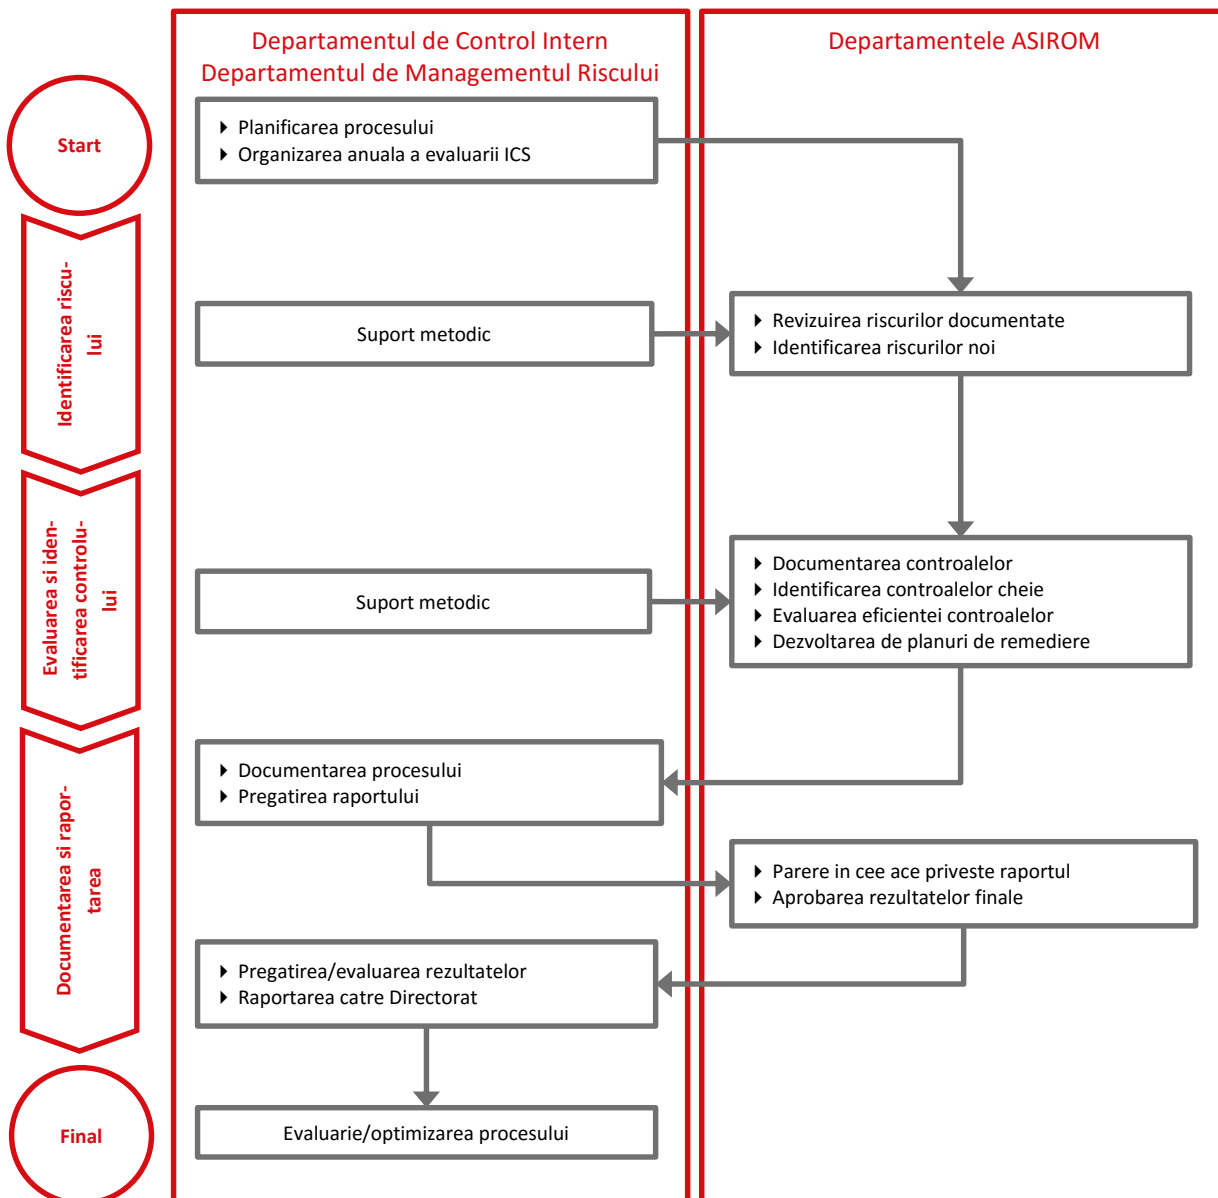 Departamentul de Control Intern
Departamentul de Managementul Riscului
Departamentele ASIROM
Start
Planificarea procesului
Organizarea anuala a evaluarii ICS
Identificarea riscu-
lui
Suport metodic
Revizuirea riscurilor documentate
Identificarea riscurilor noi
Evaluarea si iden-
tificarea controlu-
lui
Suport metodic
Documentarea controalelor
Identificarea controalelor cheie
Evaluarea eficientei controalelor
Dezvoltarea de planuri de remediere
Documentarea si rapor-
tarea
Documentarea procesului
Pregatirea raportului
Parere in cee ace priveste raportul
Aprobarea rezultatelor finale
Pregatirea/evaluarea rezultatelor
Raportarea catre Directorat
Final
Evaluarie/optimizarea procesului